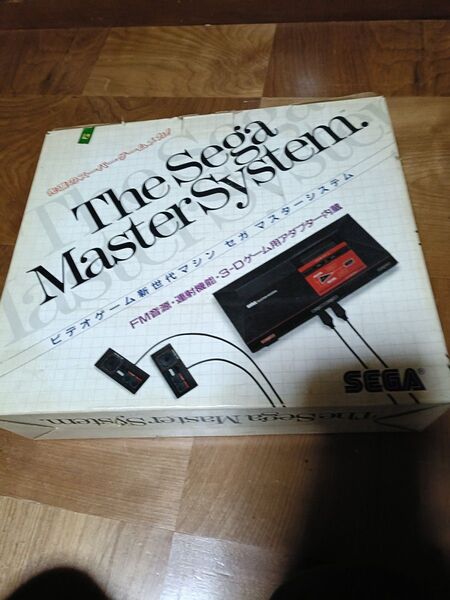 The Sega
Master System.
ビデオゲーム新世代マシン セガ マスターシステム
FM音源・連射機能・3-Dゲーム用アダプター内蔵
SEGA
SEGA®
The Sega Master System.